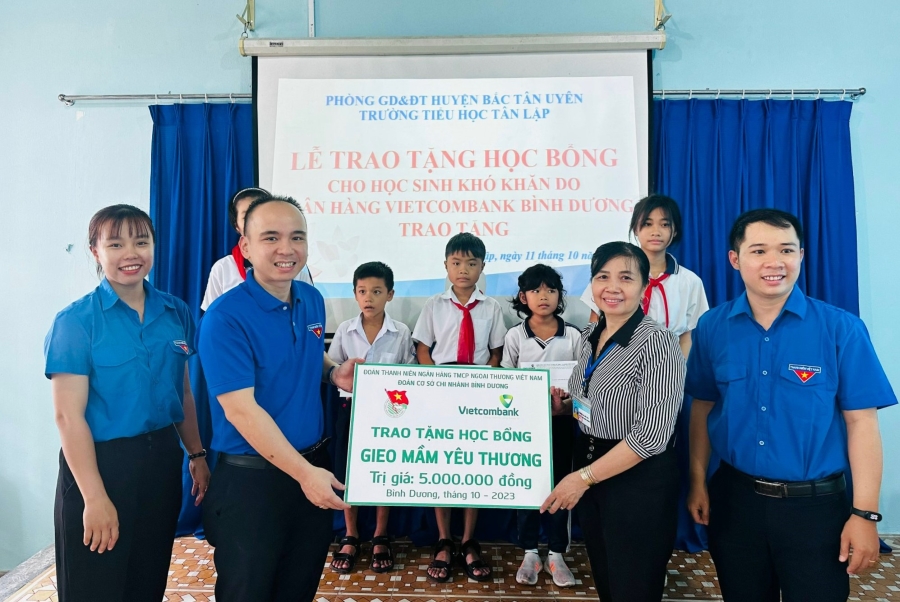 PHÒNG GD&ĐT HUYỆN BẮC TÂN UYÊN
TRƯỜNG TIỂU HỌC TÂN LẬP
LỄ TRAO TẶNG HỌC BỔNG
CHO HỌC SINH KHÓ KHĂN DO
HÀNG VIETCOMBANK BÌNH DƯƠNG
TRAO TẶNG
ngày 11 tháng 10
ĐOÀN THANH NIÊN NGÂN HÀNG TMCP NGOẠI THƯƠNG VIỆT NAM
ĐOÀN CƠ SỞ CHI NHÁNH BÌNH DƯƠNG
Vietcombank
TRAO TẶNG HỌC BỔNG
GIEO MẦM YÊU THƯƠNG
Trị giá: 5.000.000 đồng
Bình Dương, tháng 10 - 2023